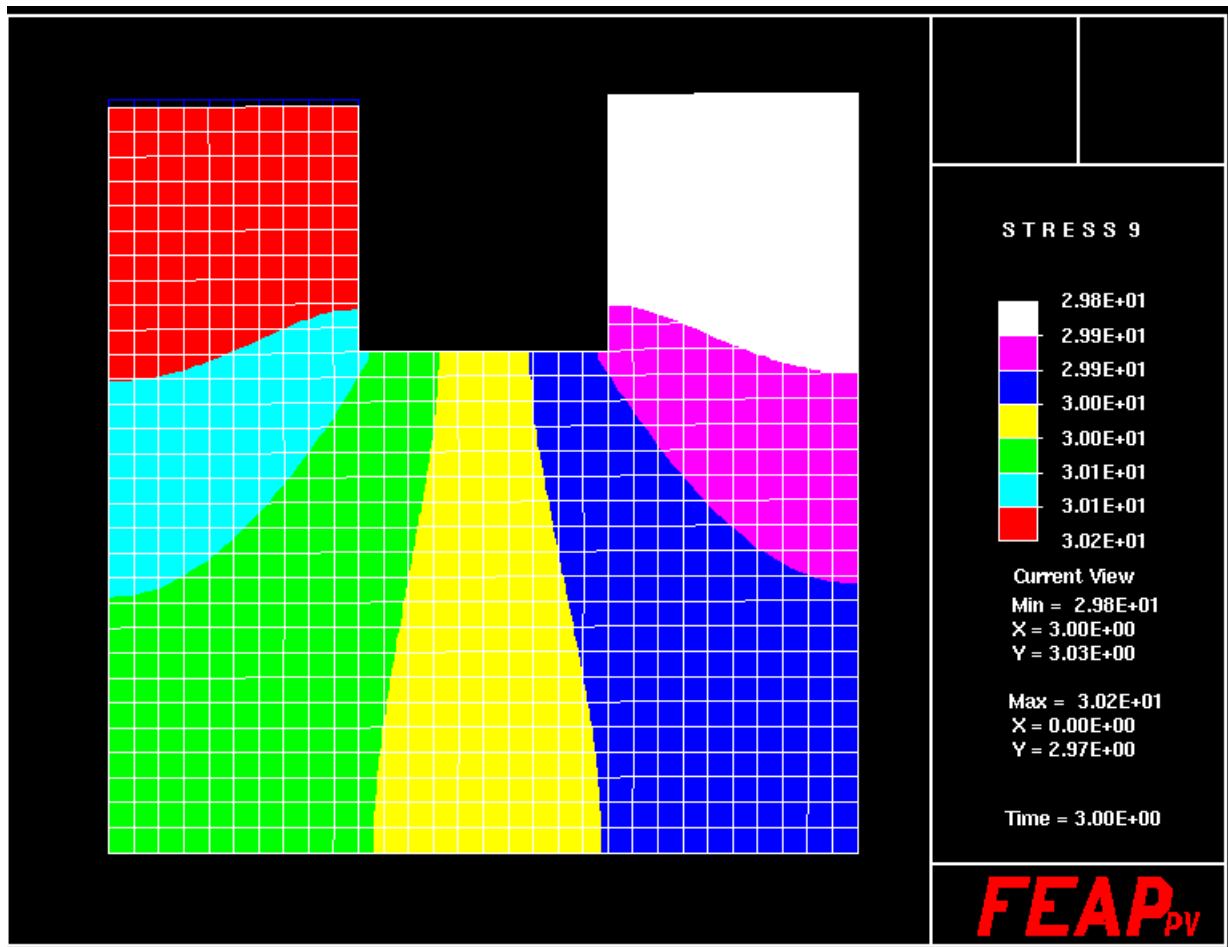 S T R E S S 9
2.98E+01
2.99E+01
2.99E+01
3.00E+01
3.00E+01
3.01E+01
3.01E+01
3.02E+01
Current View
Min = 2.98E+01
X = 3.00E+00
Y = 3.03E+00
Max = 3.02E+01
X = 0.00E+00
Y = 2.97E+00
Time = 3.00E+00
FEAPpv